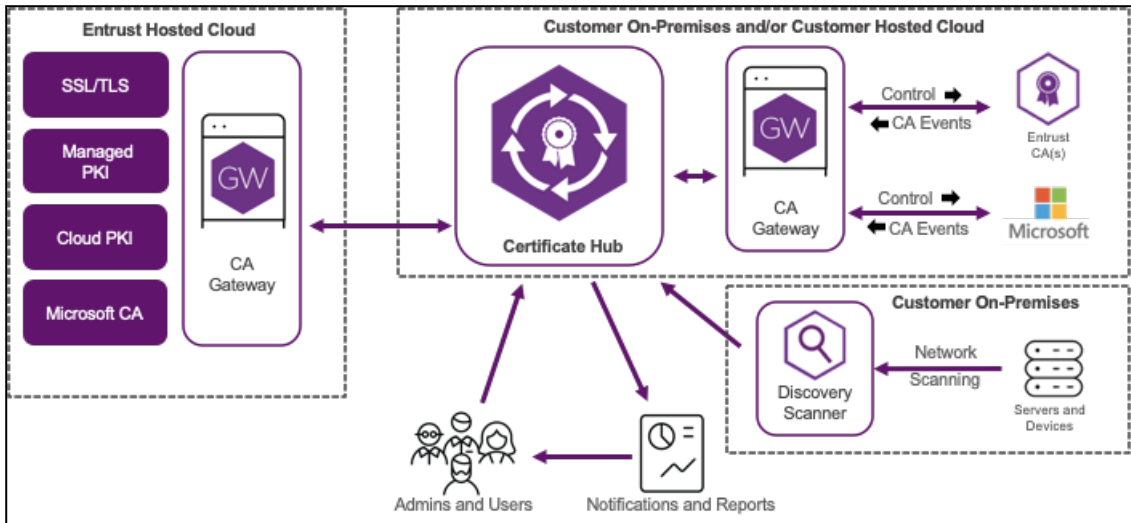 Entrust Hosted Cloud
SSL/TLS
Managed
PKI
Cloud PKI
Microsoft CA
GW
CA
Gateway
Customer On-Premises and/or Customer Hosted Cloud
Certificate Hub
GW
CA
Gateway
Control
CA Events
Entrust
CA(s)
Control
CA Events
Microsoft
Customer On-Premises
Discovery
Scanner
Network
Scanning
Servers and
Devices
Admins and Users
Notifications and Reports